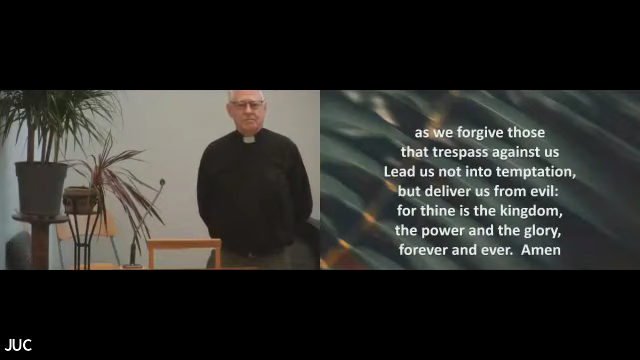 as we forgive those
that trespass against us
Lead us not into temptation,
but deliver us from evil:
for thine is the kingdom,
the power and the glory,
forever and ever.  Amen
JUC